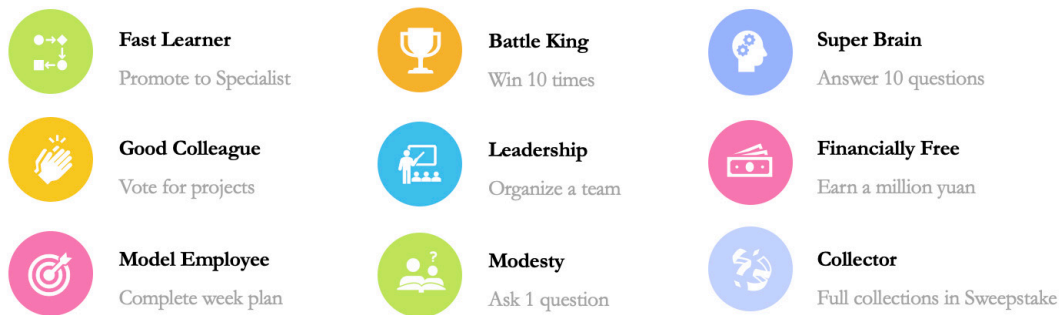 Fast Learner
Promote to Specialist
Battle King
Win 10 times
Super Brain
Answer 10 questions
Good Colleague
Vote for projects
Leadership
Organize a team
Financially Free
Earn a million yuan
Model Employee
Complete week plan
?
Modesty
Ask 1 question
Collector
Full collections in Sweepstake